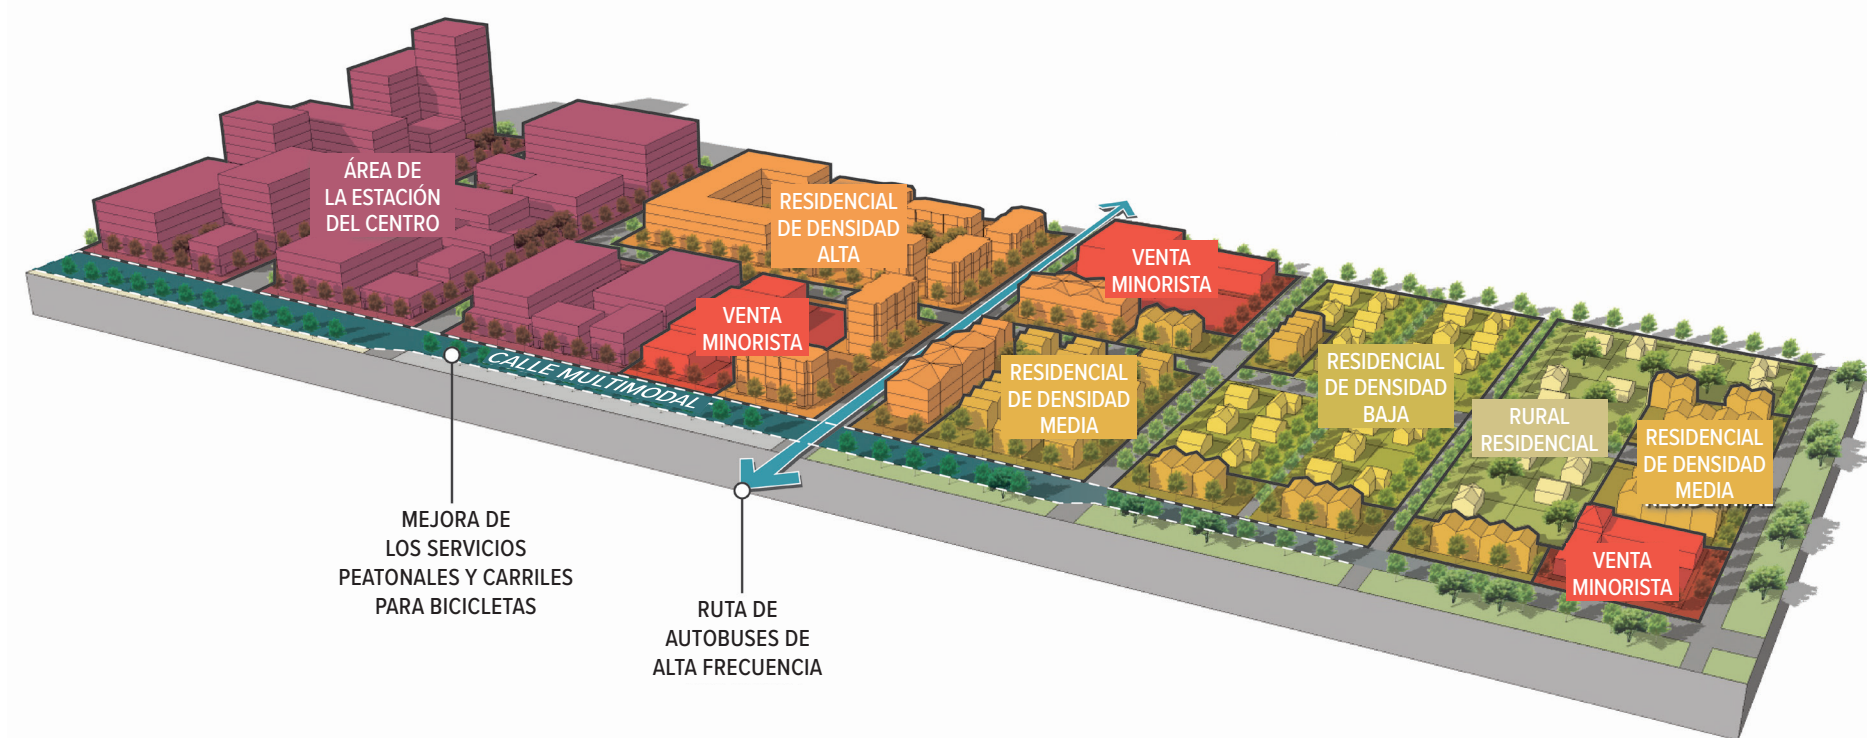 ÁREA DE
LA ESTACIÓN
DEL CENTRO
RESIDENCIAL
DE DENSIDAD
ALTA
VENTA
MINORISTA
VENTA
MINORISTA
CALLE MULTIMODAL
RESIDENCIAL
DE DENSIDAD
MEDIA
RESIDENCIAL
DE DENSIDAD
BAJA
RURAL
RESIDENCIAL
RESIDENCIAL
DE DENSIDAD
MEDIA
VENTA
MINORISTA
MEJORA DE
LOS SERVICIOS
PEATONALES Y CARRILES
PARA BICICLETAS
RUTA DE
AUTOBUSES DE
ALTA FRECUENCIA